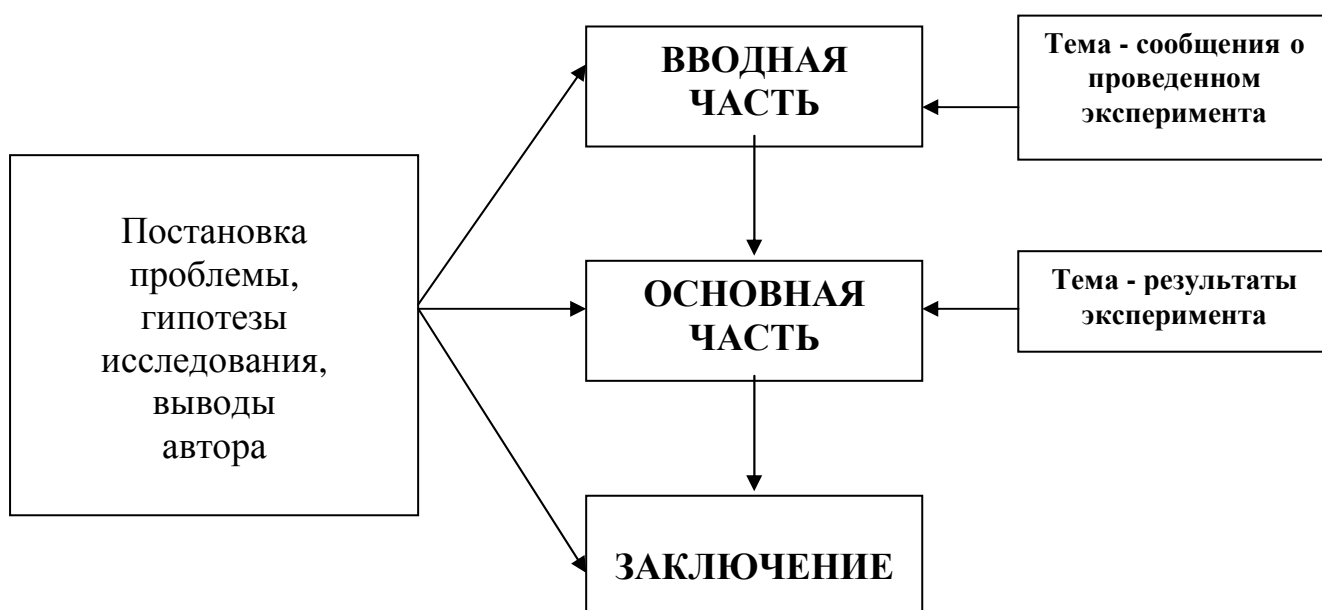 Постановка
проблемы,
гипотезы
исследования,
выводы
автора
ВВОДНАЯ
ЧАСТЬ
Тема - сообщения о
проведенном
эксперимента
ОСНОВНАЯ
ЧАСТЬ
Тема - результаты
эксперимента
ЗАКЛЮЧЕНИЕ